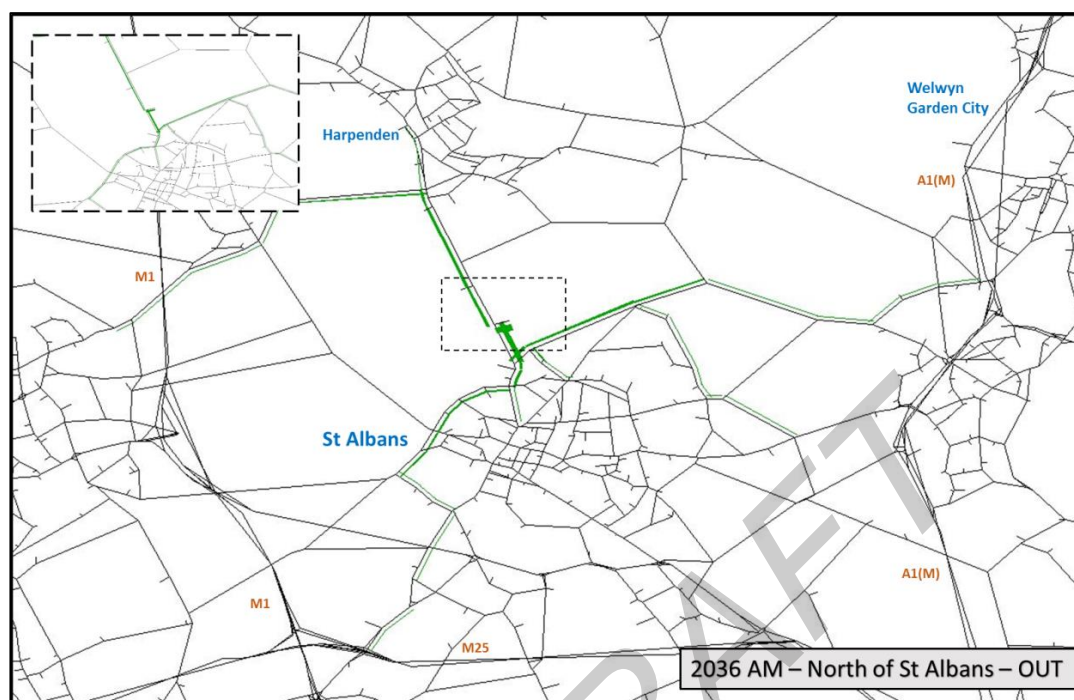 Harpenden
Welwyn
Garden City
A1(M)
M1
St Albans
A1(M)
M1
M25
DRAFT
2036 AM – North of St Albans – OUT